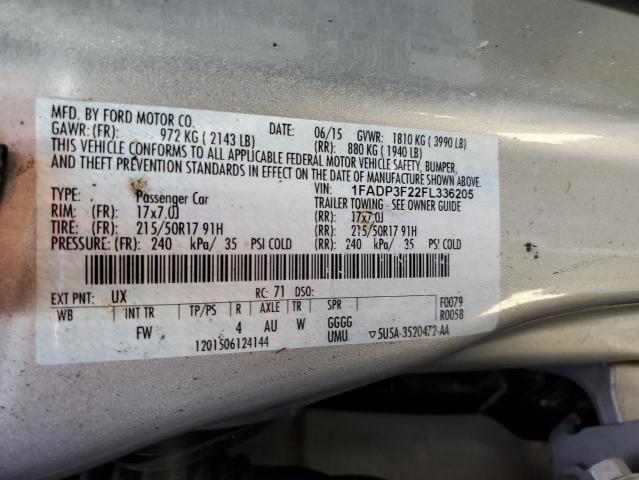 MFD. BY FORD MOTOR CO.
DATE: 06/15 GVWR: 1810 KG ( 3990 LB)
GAWR: (FR) 972 KG ( 2143 LB) (RR): 880 KG ( 1940 LB)
THIS VEHICLE CONFORMS TO ALL APPLICABLE FEDERAL MOTOR VEHICLE SAFETY, BUMPER,
AND THEFT PREVENTION STANDARDS IN EFFECT ON THE DATE OF MANUFACTURE SHOWN ABOVE.
VIN: 1FADP3F22FL336205
TYPE: Passenger Car TRAILER TOWING - SEE OWNER GUIDE
RIM: (FR): 17x7.0J (RR): 17x7.0J
TIRE: (FR): 215/50R17 91H (RR): 215/50R17 91H
PRESSURE: (FR): 240 kPa/ 35 PSI COLD (RR): 240 kPa/ 35 PSI COLD
EXT PNT: UX RC: 71 DSO:
WB INT TR TP/PS R AXLE TR SPR F0079
R0058
FW 4 AU W GGGG
UMU
1201506124144
▽5U5A-3520472-AA